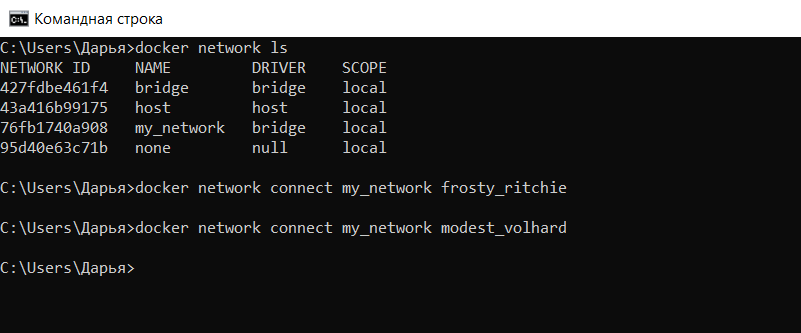 Командная строка
C:\Users\Дарья>docker network ls
NETWORK ID     NAME         DRIVER    SCOPE
427fdbe461f4   bridge       bridge    local
43a416b99175   host         host      local
76fb1740a908   my_network   bridge    local
95d40e63c71b   none         null      local
C:\Users\Дарья>docker network connect my_network frosty_ritchie
C:\Users\Дарья>docker network connect my_network modest_volhard
C:\Users\Дарья>